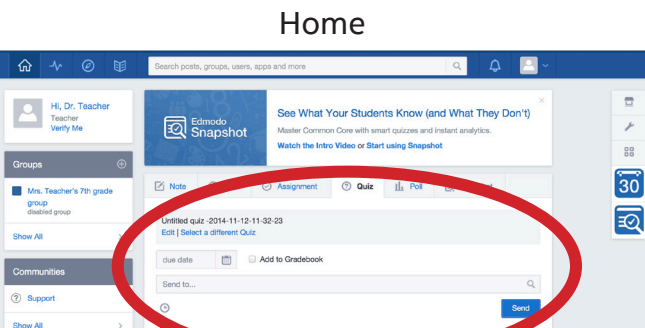 Home
Search posts, groups, users, apps and more
Hi, Dr. Teacher
Teacher
Verify Me
Edmodo
Snapshot
See What Your Students Know (and What They Don't)
Master Common Core with smart quizzes and instant analytics.
Watch the Intro Video or Start using Snapshot
Groups
Mrs. Teacher's 7th grade
group
disabled group
Show All
Communities
Support
Show All
Note
Assignment
Quiz
Poll
Untitled quiz -2014-11-12-11-32-23
Edit | Select a different Quiz
due date
Add to Gradebook
Send to...
Send
30